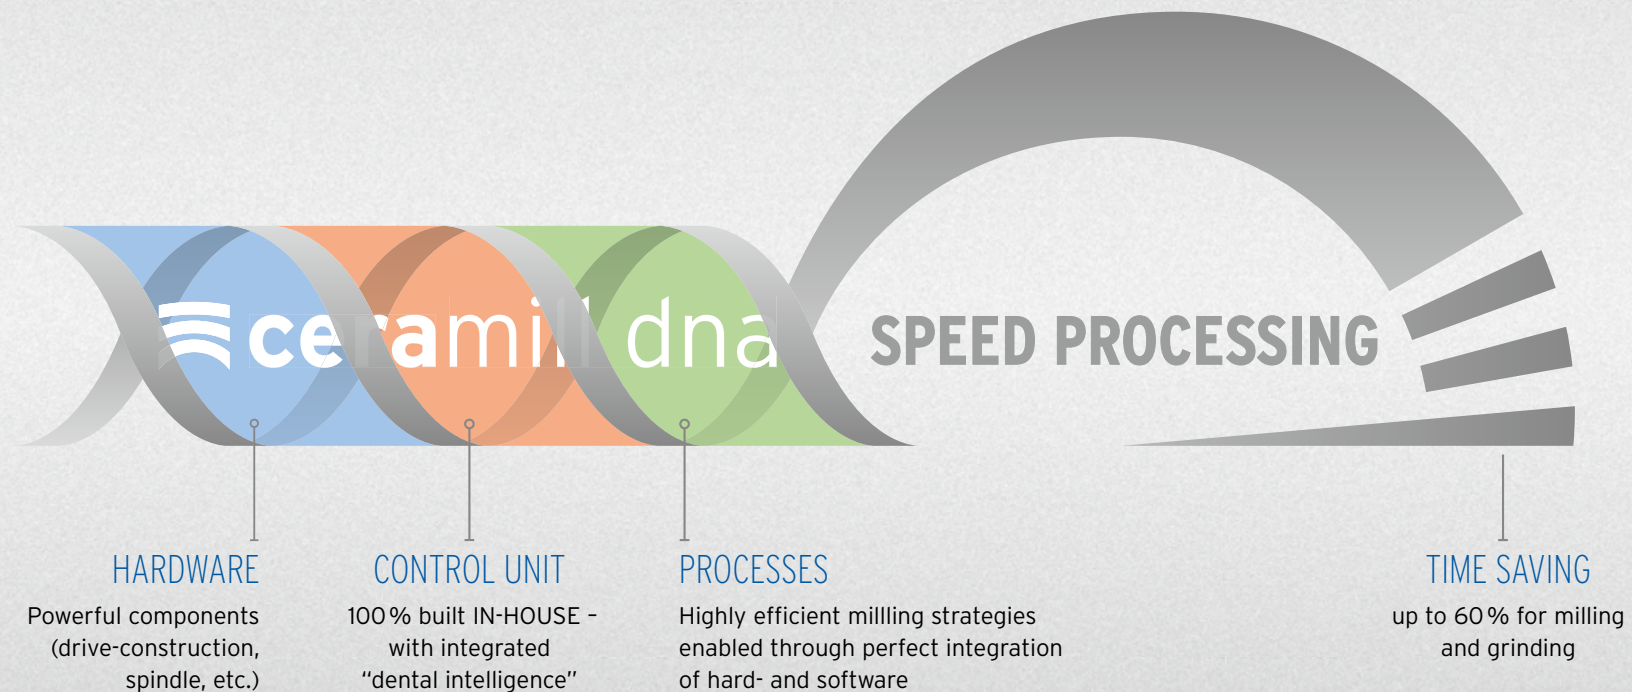 ceramill dna
SPEED PROCESSING
HARDWARE
Powerful components
(drive-construction,
spindle, etc.)
CONTROL UNIT
100 % built IN-HOUSE –
with integrated
“dental intelligence”
PROCESSES
Highly efficient millling strategies
enabled through perfect integration
of hard- and software
TIME SAVING
up to 60 % for milling
and grinding